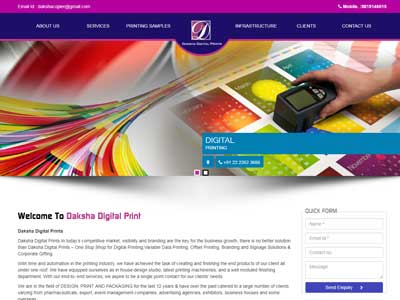 Email Id : dakshacopier@gmail.com
Mobile. :9819146015
ABOUT US
SERVICES
PRINTING SAMPLES
Daksha Digital Prints
INFRASTRUCTURE
CLIENTS
CONTACT US
November
DIGITAL
PRINTING
+91 22 2362 3666
Welcome To Daksha Digital Print
Daksha Digital Prints
Daksha Digital Prints in today's competitive market, visibility and branding are the key for the business growth, there is no better solution
than Daksha Digital Prints – One Stop Shop for Digital Printing,Variable Data Printing, Offset Printing, Branding and Signage Solutions &
Corporate Gifting.
With time and automation in the printing industry, we have achieved the task of creating and finishing the end products of our client all
under one roof. We have equipped ourselves as in-house design studio, latest printing machineries, and a well moduled finishing
department. With our end-to- end services, we aspire to be a single point contact for our clients' needs.
We are in the field of DESIGN, PRINT AND PACKAGING for the last 12 years & have over the past catered to a large number of clients
varying from pharmaceuticals, export, event management companies, advertising agencies, exhibitors, business houses and some
QUICK FORM
Name *
Email Id *
Contact No.
Message
Send Enquiry